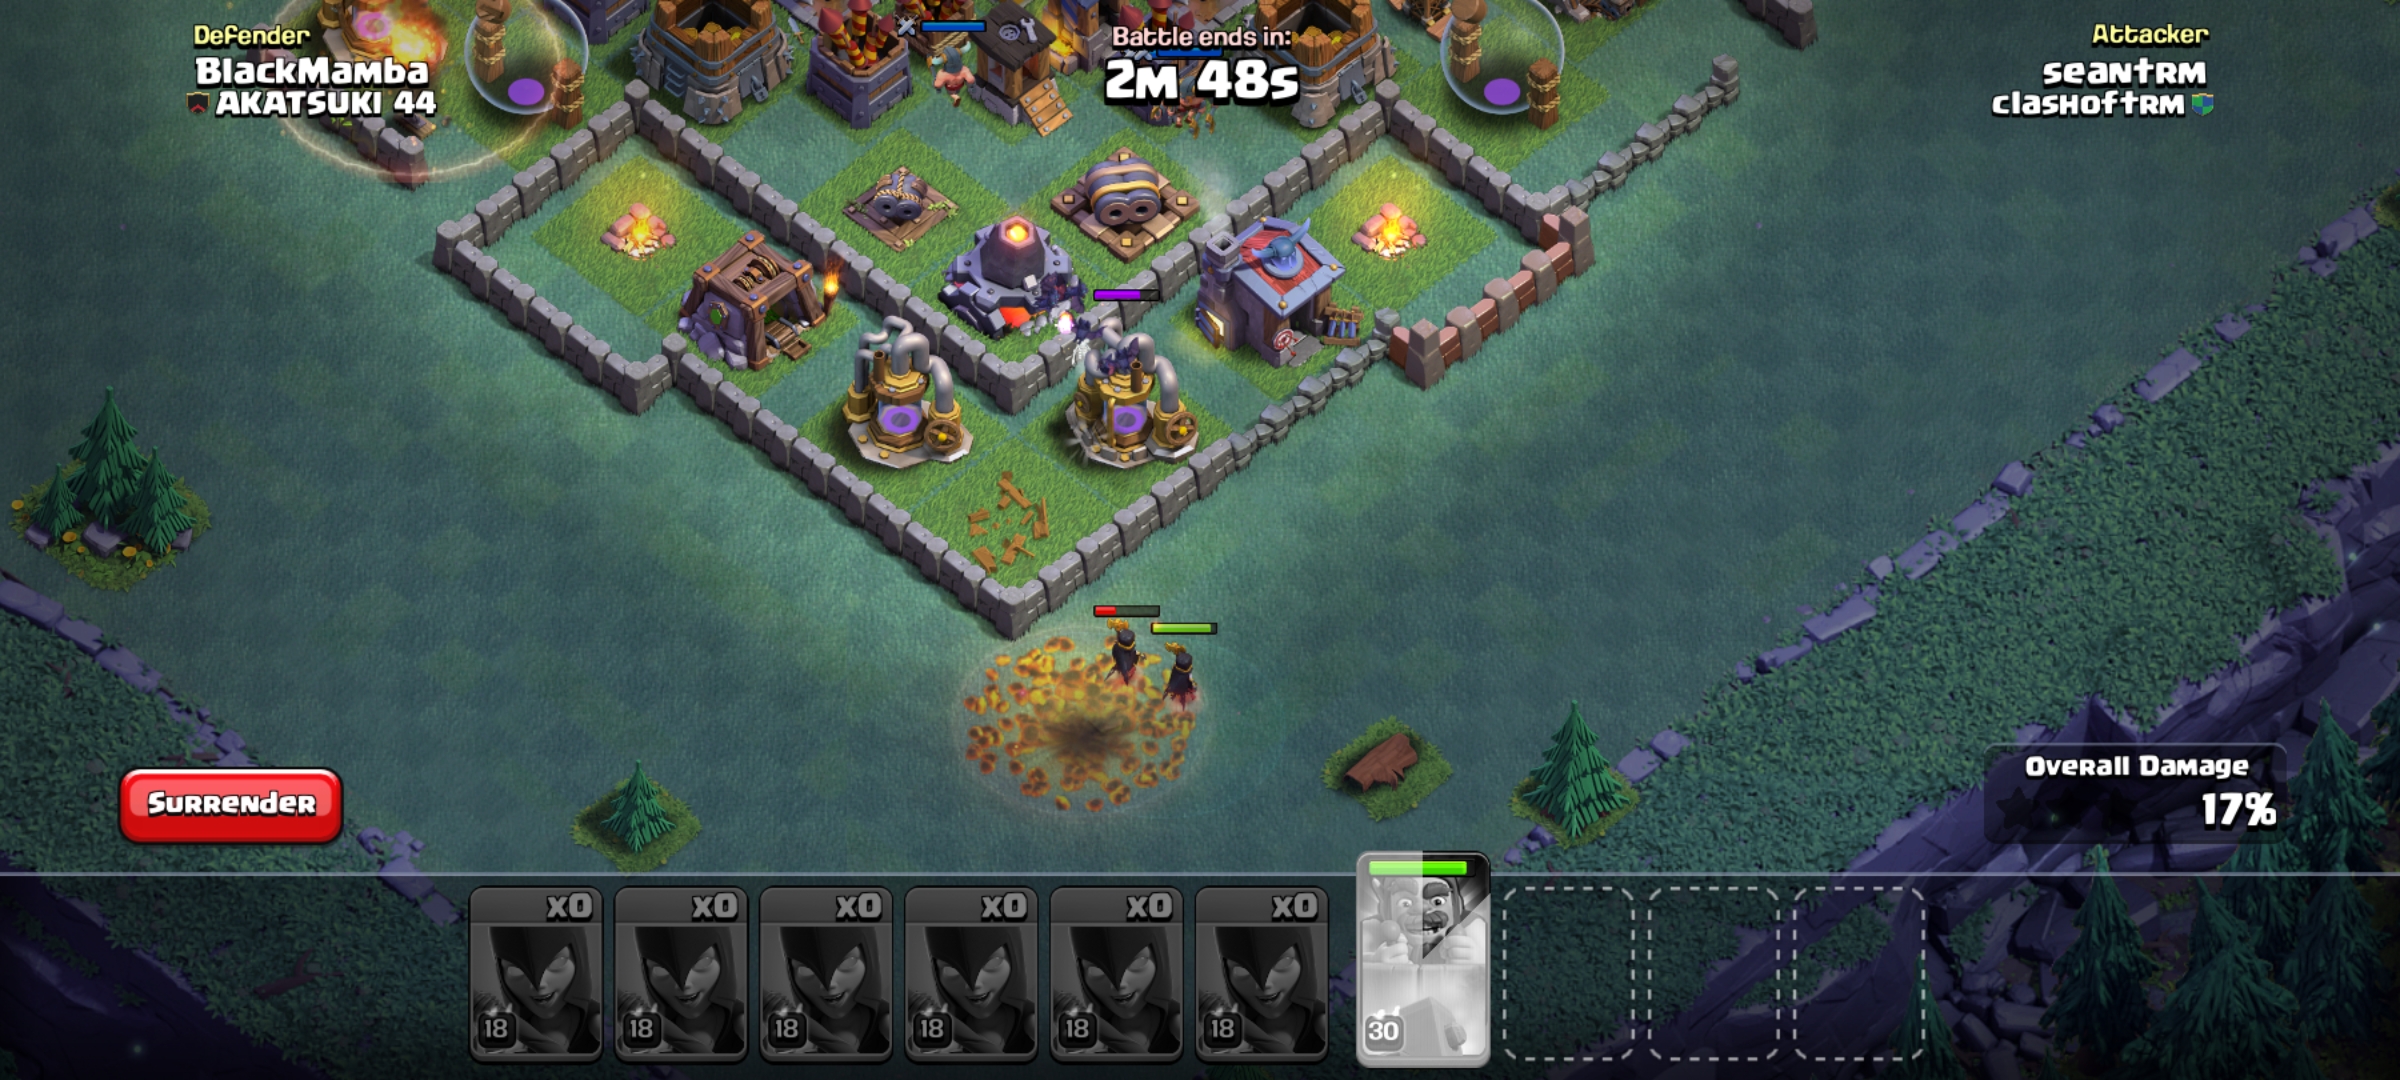 Defender
BlackMamba
AKATSUKI 44
Battle ends in:
2M 48s
Attacker
seantRM
clashoftRM
Surrender
Overall Damage
17%
x0 x0 x0 x0 x0 x0
18 18 18 18 18 18 30